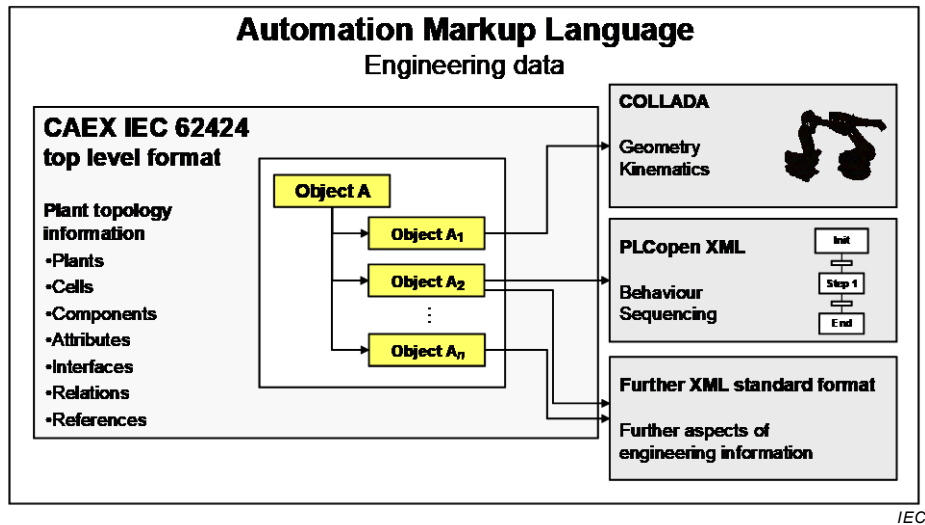 Automation Markup Language
Engineering data
CAEX IEC 62424
top level format
Plant topology
information
•Plants
•Cells
•Components
•Attributes
•Interfaces
•Relations
•References
Object A
Object A₁
Object A₂
⋮
Object Aₙ
COLLADA
Geometry
Kinematics
PLCopen XML
Behaviour
Sequencing
Init
Step 1
End
Further XML standard format
Further aspects of
engineering information
IEC